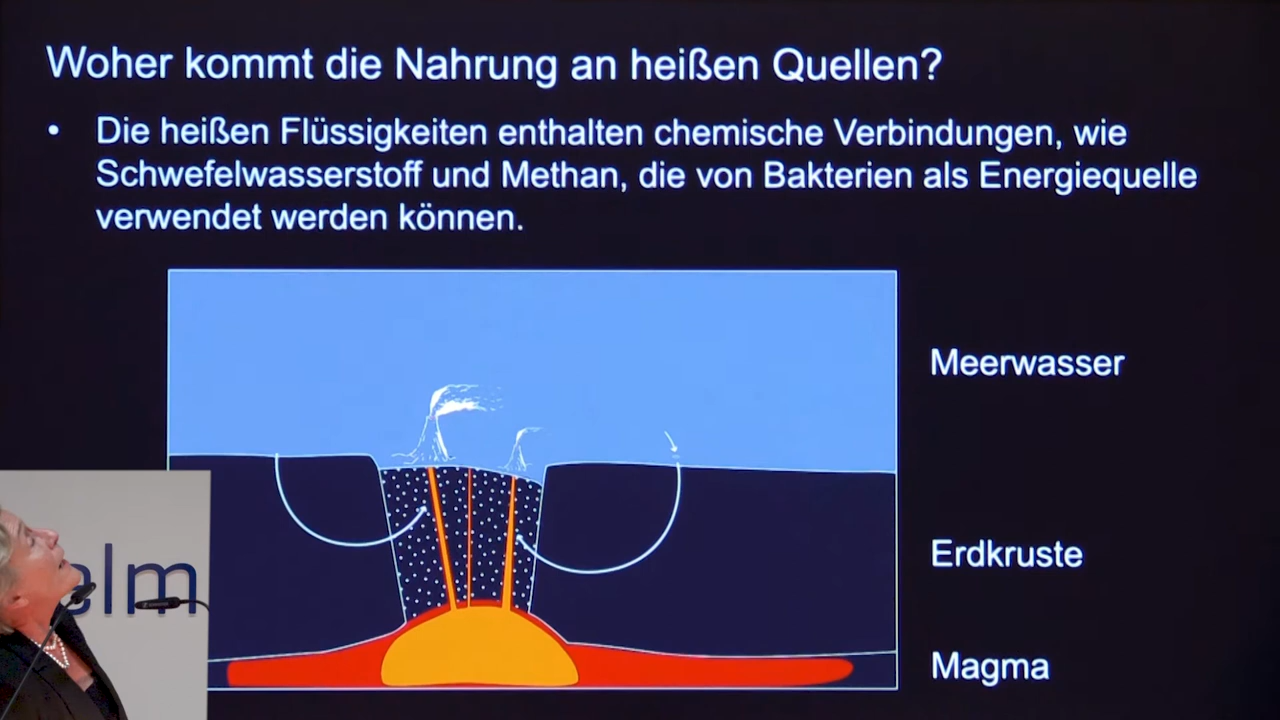 Woher kommt die Nahrung an heißen Quellen?
• Die heißen Flüssigkeiten enthalten chemische Verbindungen, wie
Schwefelwasserstoff und Methan, die von Bakterien als Energiequelle
verwendet werden können.
Meerwasser
Erdkruste
Magma
elm